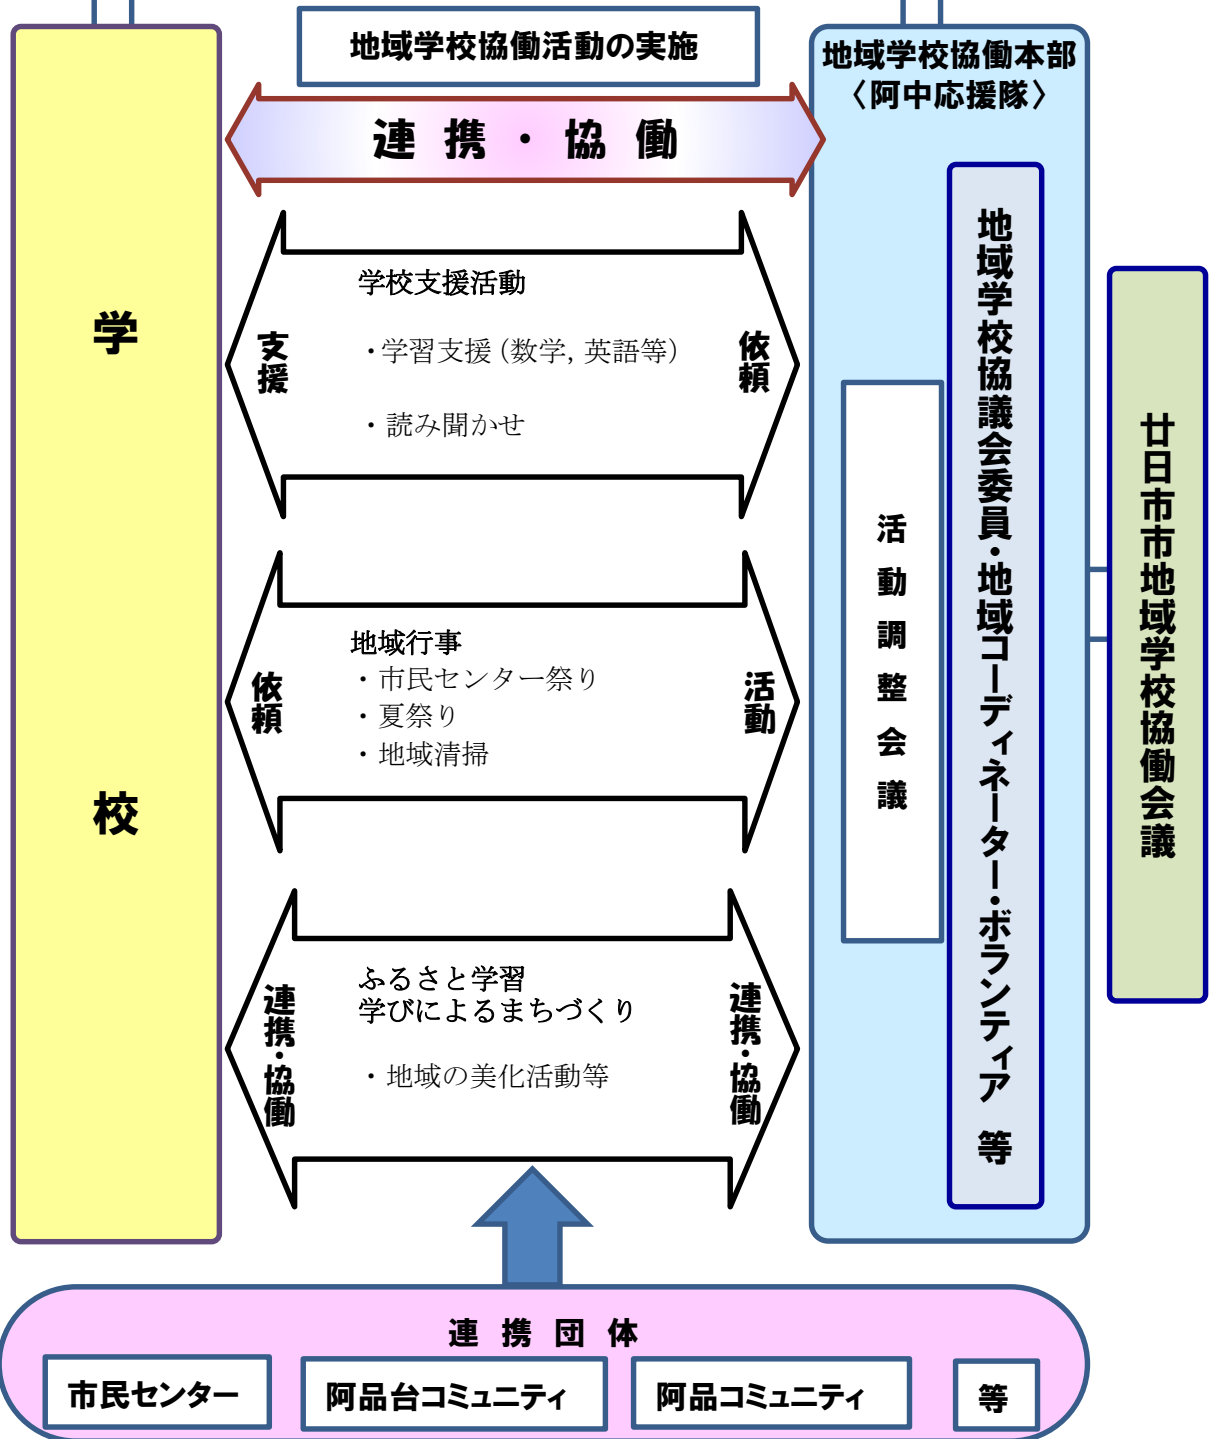 地域学校協働活動の実施
地域学校協働本部
〈阿中応援隊〉
連携・協働
学校
支援
学校支援活動
・学習支援（数学，英語等）
・読み聞かせ
依頼
依頼
地域行事
・市民センター祭り
・夏祭り
・地域清掃
活動
連携・協働
ふるさと学習
学びによるまちづくり
・地域の美化活動等
連携・協働
活動調整会議
地域学校協議会委員・地域コーディネーター・ボランティア 等
廿日市市地域学校協働会議
連携団体
市民センター
阿品台コミュニティ
阿品コミュニティ
等